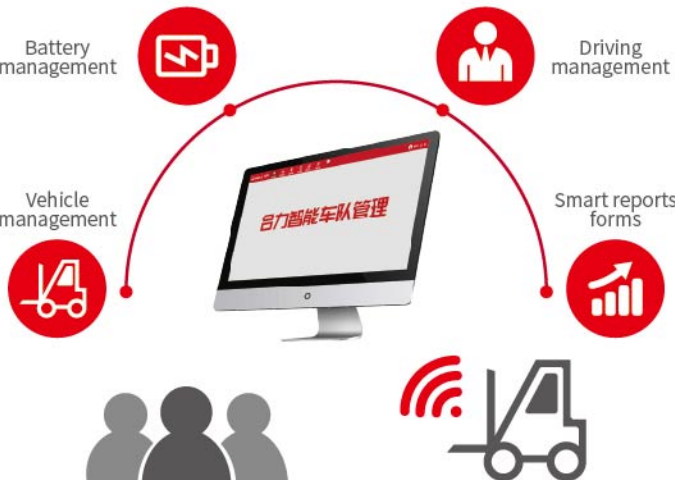 Battery
management
Driving
management
Vehicle
management
Smart reports
forms
合力智能车队管理